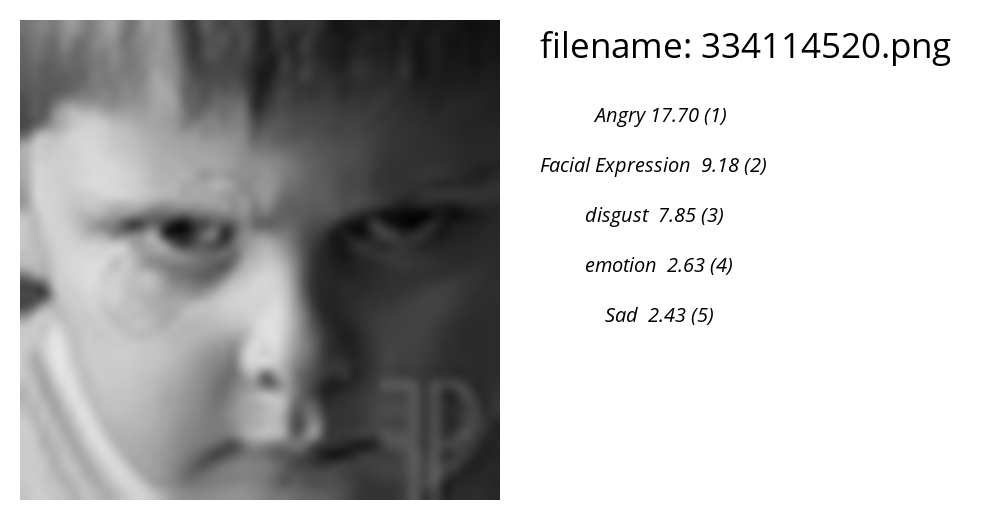 filename: 334114520.png
Angry 17.70 (1)
Facial Expression 9.18 (2)
disgust 7.85 (3)
emotion 2.63 (4)
Sad 2.43 (5)